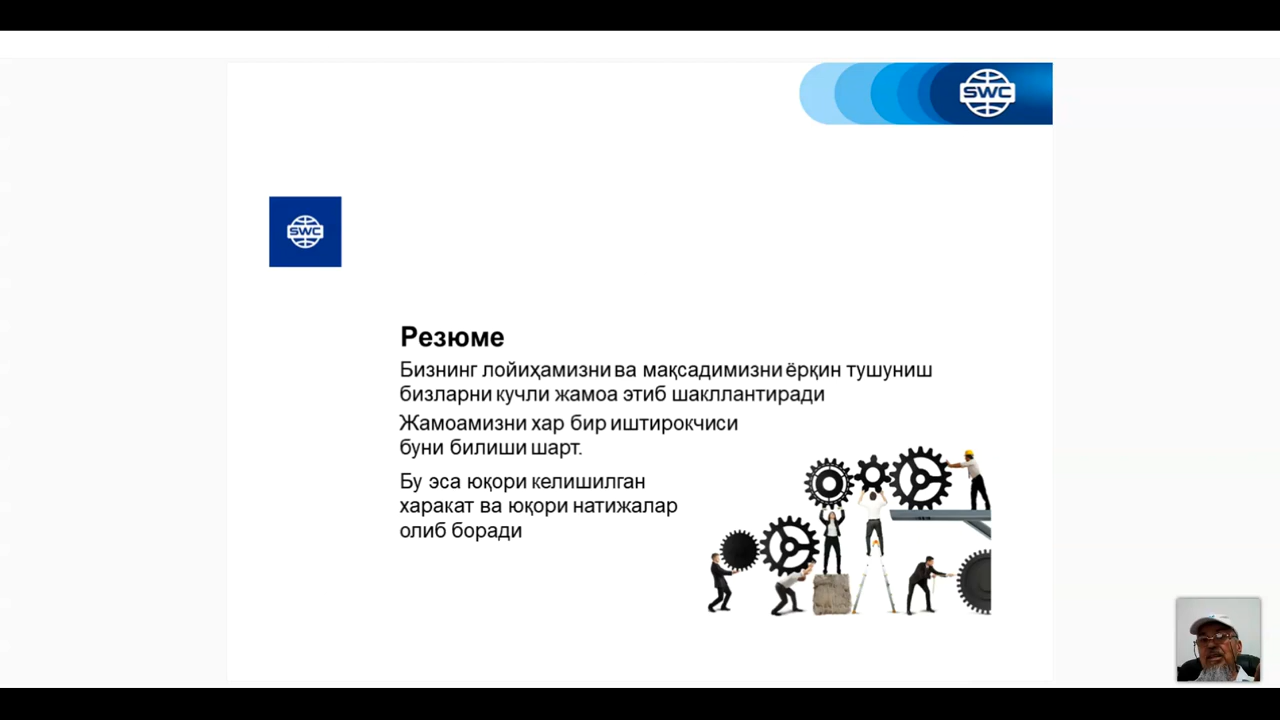 SWC
SWC
Резюме
Бизнинг лойиҳамизни ва мақсадимизни ёрқин тушуниш
бизларни кучли жамоа этиб шакллантиради
Жамоамизни хар бир иштирокчиси
буни билиши шарт.
Бу эса юқори келишилган
харакат ва юқори натижалар
олиб боради